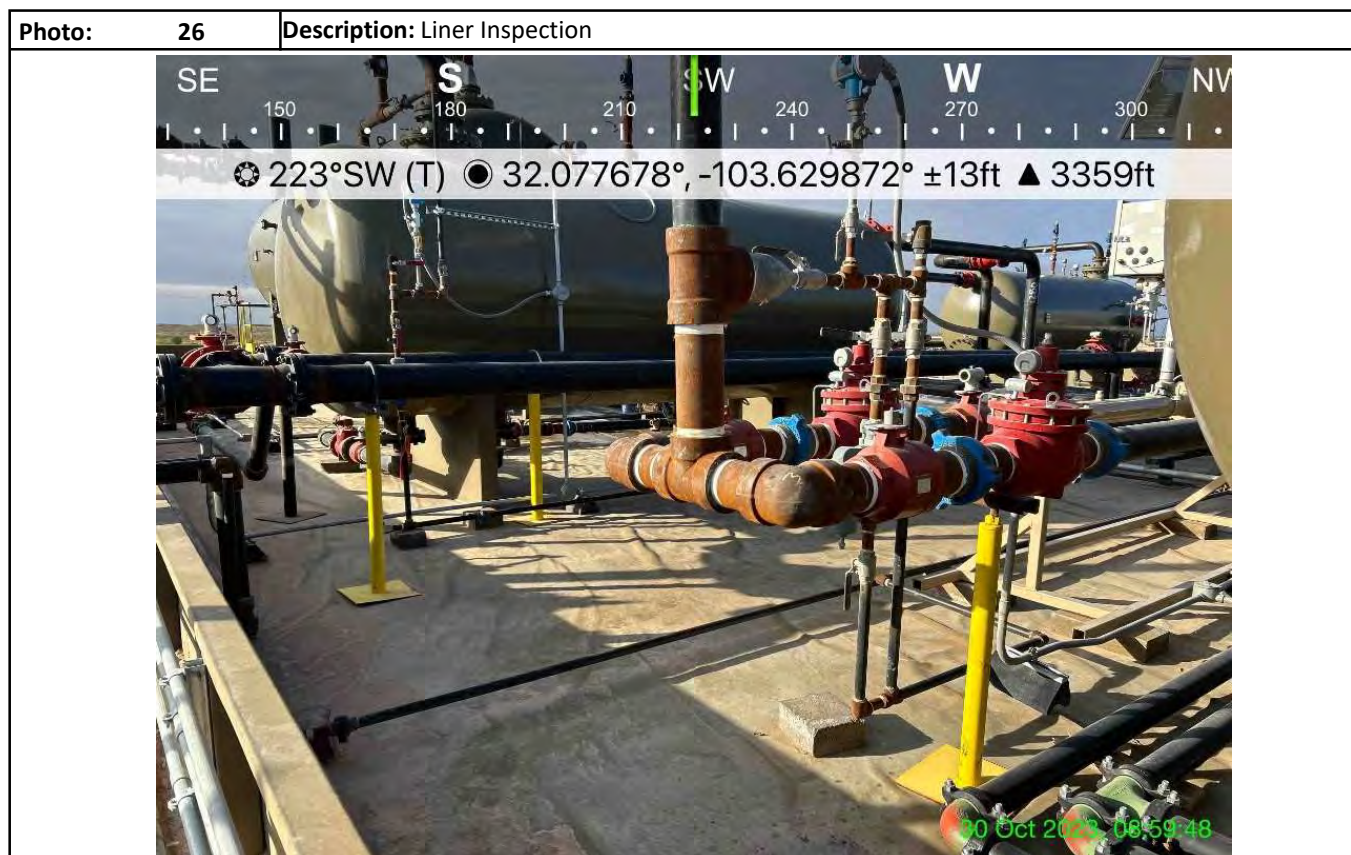 Photo: 26 Description: Liner Inspection
SE S SW W NW
150 180 210 240 270 300
223°SW (T) 32.077678°, -103.629872° ±13ft ▲ 3359ft
30 Oct 2023, 08:59:48